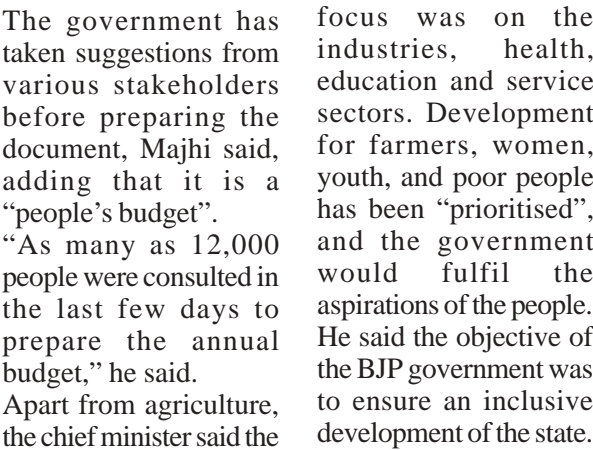 The government has
taken suggestions from
various stakeholders
before preparing the
document, Majhi said,
adding that it is a
“people’s budget”.
“As many as 12,000
people were consulted in
the last few days to
prepare the annual
budget,” he said.
Apart from agriculture,
the chief minister said the
focus was on the
industries, health,
education and service
sectors. Development
for farmers, women,
youth, and poor people
has been “prioritised”,
and the government
would fulfil the
aspirations of the people.
He said the objective of
the BJP government was
to ensure an inclusive
development of the state.